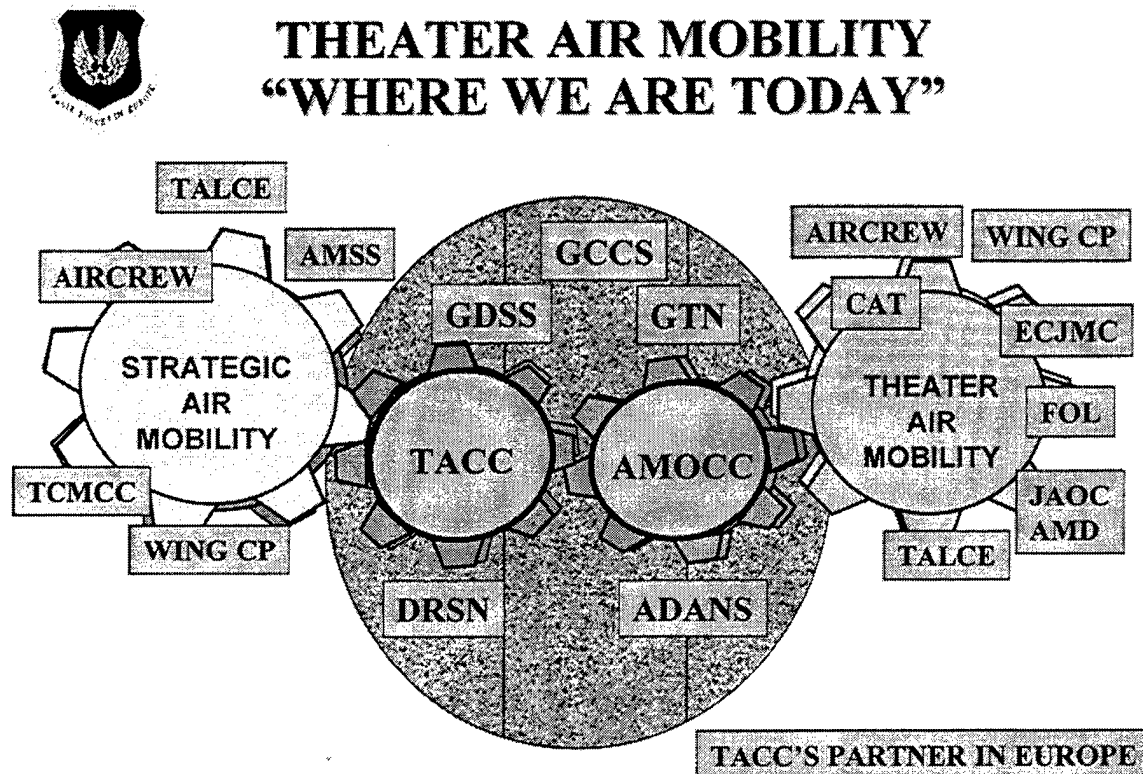 THEATER AIR MOBILITY
“WHERE WE ARE TODAY”
TALCE
AIRCREW
AMSS
STRATEGIC
AIR
MOBILITY
TCMCC
WING CP
GCCS
GDSS
GTN
TACC
AMOCC
DRSN
ADANS
AIRCREW
WING CP
CAT
ECJMC
THEATER
AIR
MOBILITY
FOL
JAOC
AMD
TALCE
TACC’S PARTNER IN EUROPE